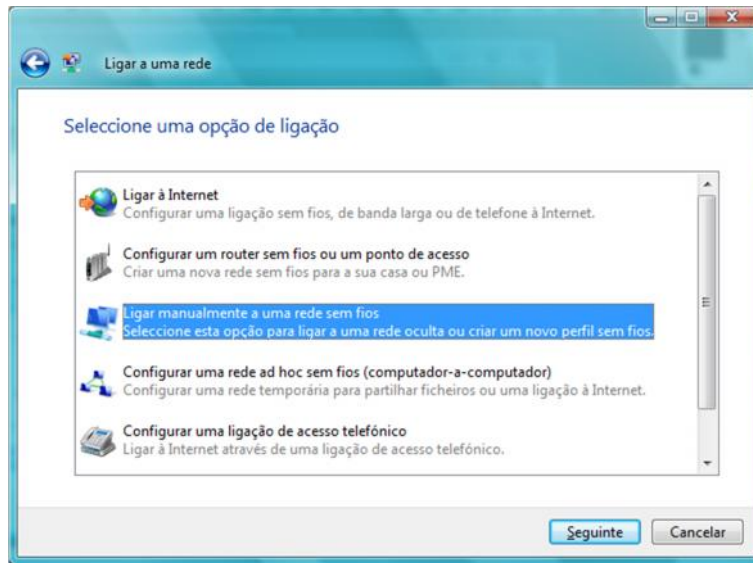 Ligar a uma rede
Seleccione uma opção de ligação
Ligar à Internet
Configurar uma ligação sem fios, de banda larga ou de telefone à Internet.
Configurar um router sem fios ou um ponto de acesso
Criar uma nova rede sem fios para a sua casa ou PME.
Ligar manualmente a uma rede sem fios
Seleccione esta opção para ligar a uma rede oculta ou criar um novo perfil sem fios.
Configurar uma rede ad hoc sem fios (computador-a-computador)
Configurar uma rede temporária para partilhar ficheiros ou uma ligação à Internet.
Configurar uma ligação de acesso telefónico
Ligar à Internet através de uma ligação de acesso telefónico.
Seguinte
Cancelar